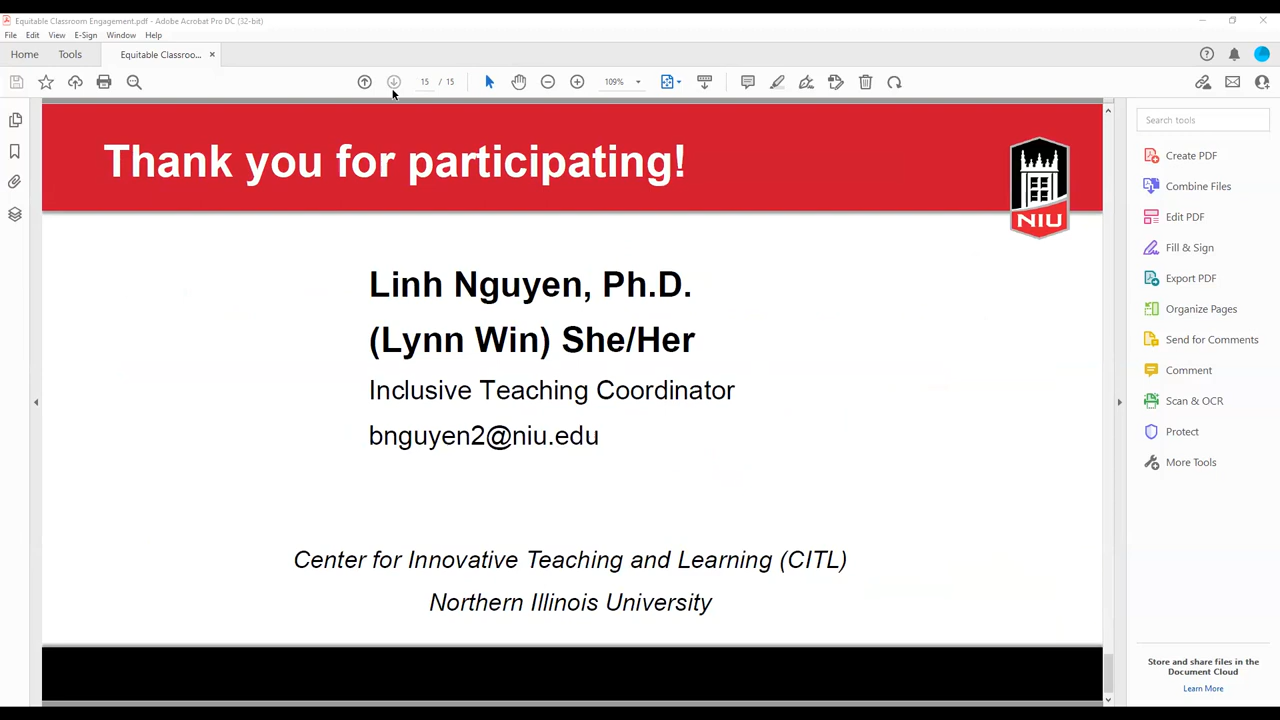 Equitable Classroom Engagement.pdf - Adobe Acrobat Pro DC (32-bit)
File Edit View E-Sign Window Help
Home Tools Equitable Classroo... ×
15 / 15 109%
Search tools
Thank you for participating!
NIU
Linh Nguyen, Ph.D.
(Lynn Win) She/Her
Inclusive Teaching Coordinator
bnguyen2@niu.edu
Center for Innovative Teaching and Learning (CITL)
Northern Illinois University
Create PDF
Combine Files
Edit PDF
Fill & Sign
Export PDF
Organize Pages
Send for Comments
Comment
Scan & OCR
Protect
More Tools
Store and share files in the
Document Cloud
Learn More